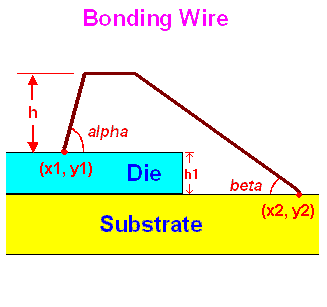 Bonding Wire
h
alpha
(x1, y1)
Die
h1
beta
(x2, y2)
Substrate